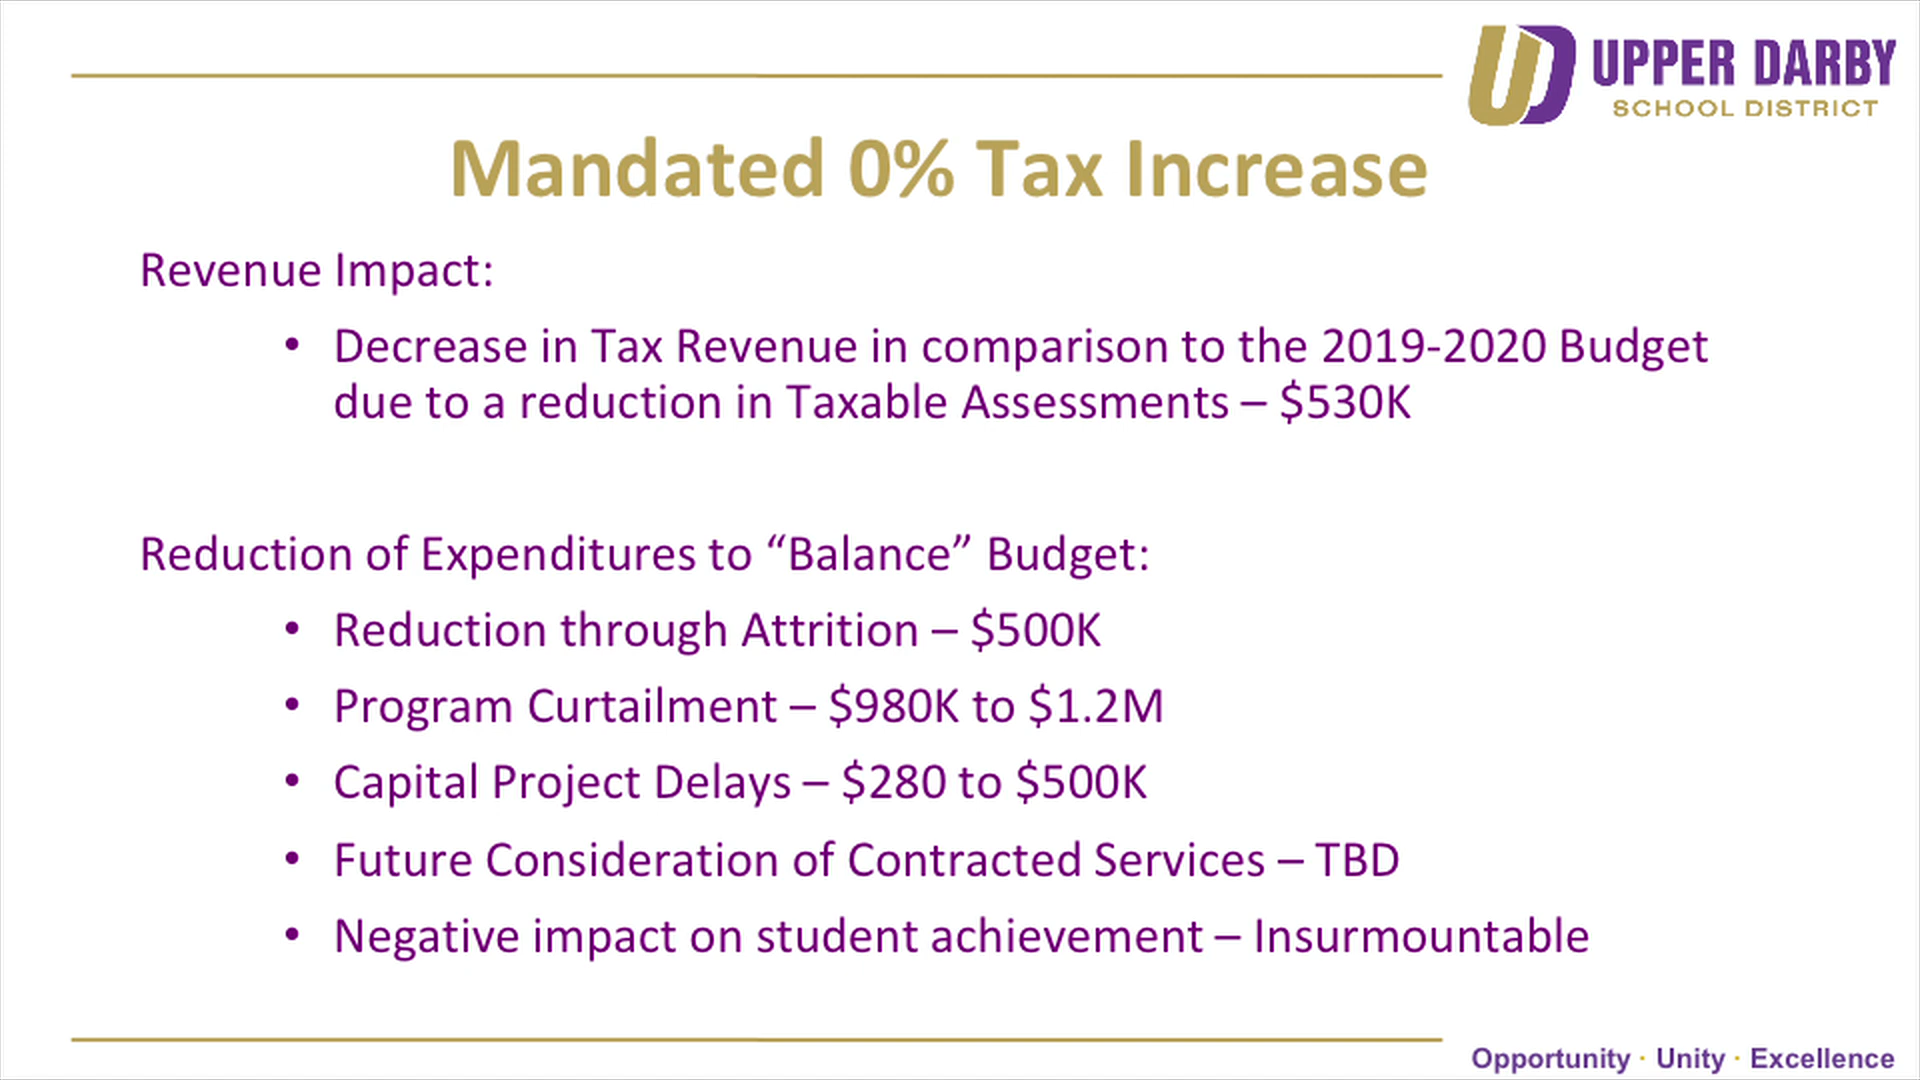 UPPER DARBY
SCHOOL DISTRICT
Mandated 0% Tax Increase
Revenue Impact:
• Decrease in Tax Revenue in comparison to the 2019-2020 Budget
due to a reduction in Taxable Assessments – $530K
Reduction of Expenditures to “Balance” Budget:
• Reduction through Attrition – $500K
• Program Curtailment – $980K to $1.2M
• Capital Project Delays – $280 to $500K
• Future Consideration of Contracted Services – TBD
• Negative impact on student achievement – Insurmountable
Opportunity · Unity · Excellence